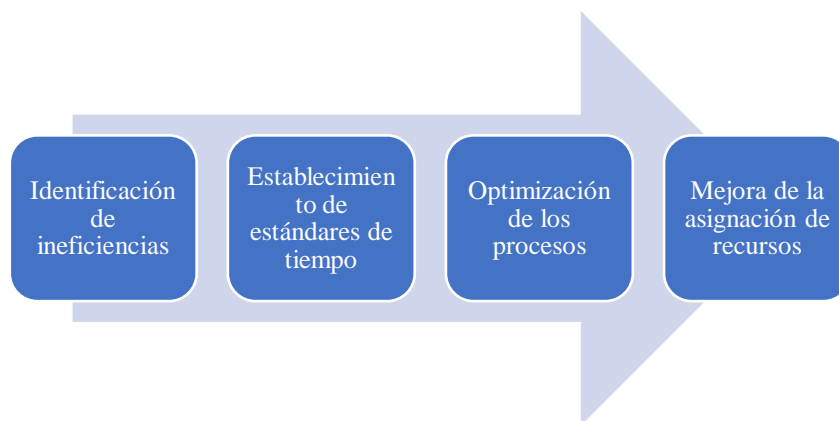 Identificación
de
ineficiencias
Establecimien
to de
estándares de
tiempo
Optimización
de los
procesos
Mejora de la
asignación de
recursos